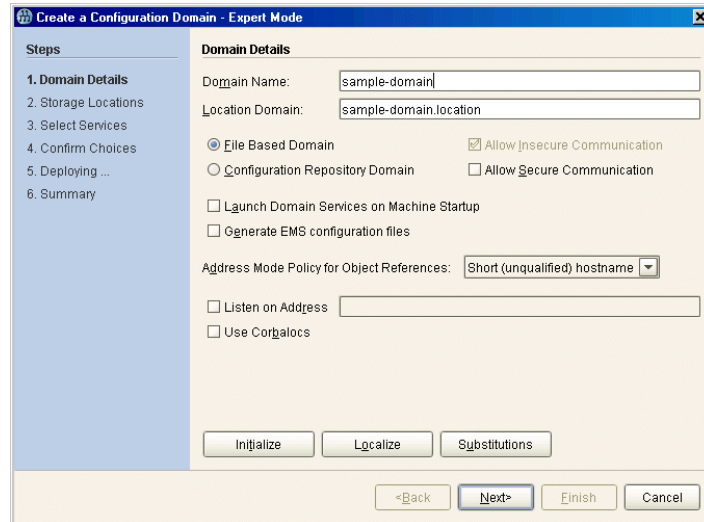 Create a Configuration Domain - Expert Mode
Steps
1. Domain Details
2. Storage Locations
3. Select Services
4. Confirm Choices
5. Deploying ...
6. Summary
Domain Details
Domain Name: sample-domain
Location Domain: sample-domain.location
File Based Domain Allow Insecure Communication
Configuration Repository Domain Allow Secure Communication
Launch Domain Services on Machine Startup
Generate EMS configuration files
Address Mode Policy for Object References: Short (unqualified) hostname
Listen on Address
Use Corbalocs
Initialize Localize Substitutions
<Back Next> Finish Cancel